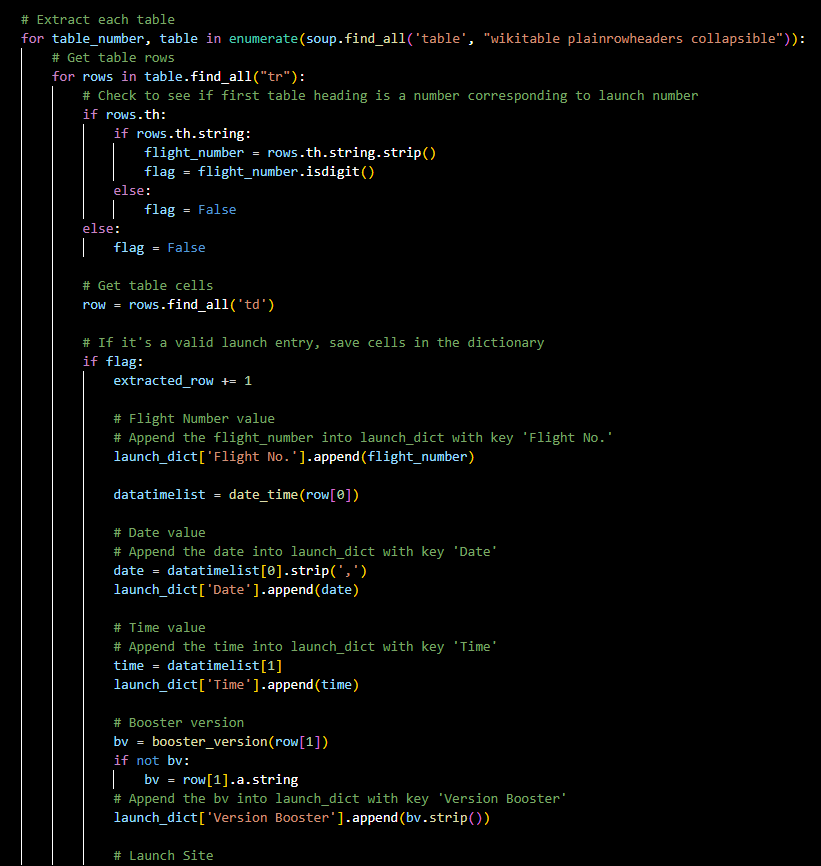 # Extract each table
for table_number, table in enumerate(soup.find_all('table', "wikitable plainrowheaders collapsible")):
    # Get table rows
    for rows in table.find_all("tr"):
        # Check to see if first table heading is a number corresponding to launch number
        if rows.th:
            if rows.th.string:
                flight_number = rows.th.string.strip()
                flag = flight_number.isdigit()
            else:
                flag = False
        else:
            flag = False

        # Get table cells
        row = rows.find_all('td')

        # If it's a valid launch entry, save cells in the dictionary
        if flag:
            extracted_row += 1

            # Flight Number value
            # Append the flight_number into launch_dict with key 'Flight No.'
            launch_dict['Flight No.'].append(flight_number)

            datatimelist = date_time(row[0])

            # Date value
            # Append the date into launch_dict with key 'Date'
            date = datatimelist[0].strip(',')
            launch_dict['Date'].append(date)

            # Time value
            # Append the time into launch_dict with key 'Time'
            time = datatimelist[1]
            launch_dict['Time'].append(time)

            # Booster version
            bv = booster_version(row[1])
            if not bv:
                bv = row[1].a.string
            # Append the bv into launch_dict with key 'Version Booster'
            launch_dict['Version Booster'].append(bv.strip())

            # Launch Site